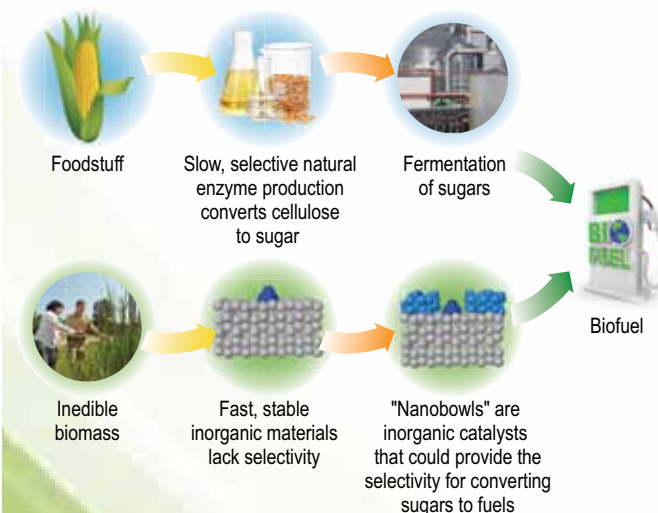 Foodstuff
Slow, selective natural
enzyme production
converts cellulose
to sugar
Fermentation
of sugars
BIO
FUEL
Biofuel
Inedible
biomass
Fast, stable
inorganic materials
lack selectivity
"Nanobowls" are
inorganic catalysts
that could provide the
selectivity for converting
sugars to fuels